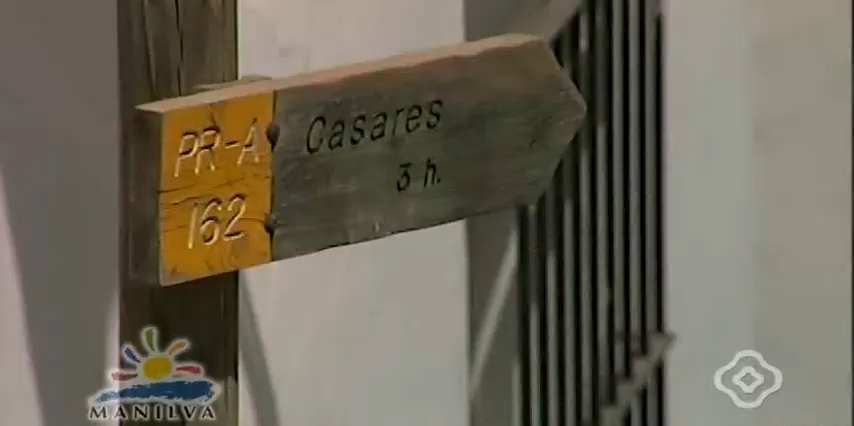 PR-A
162
Casares
3 h.
MANILVA